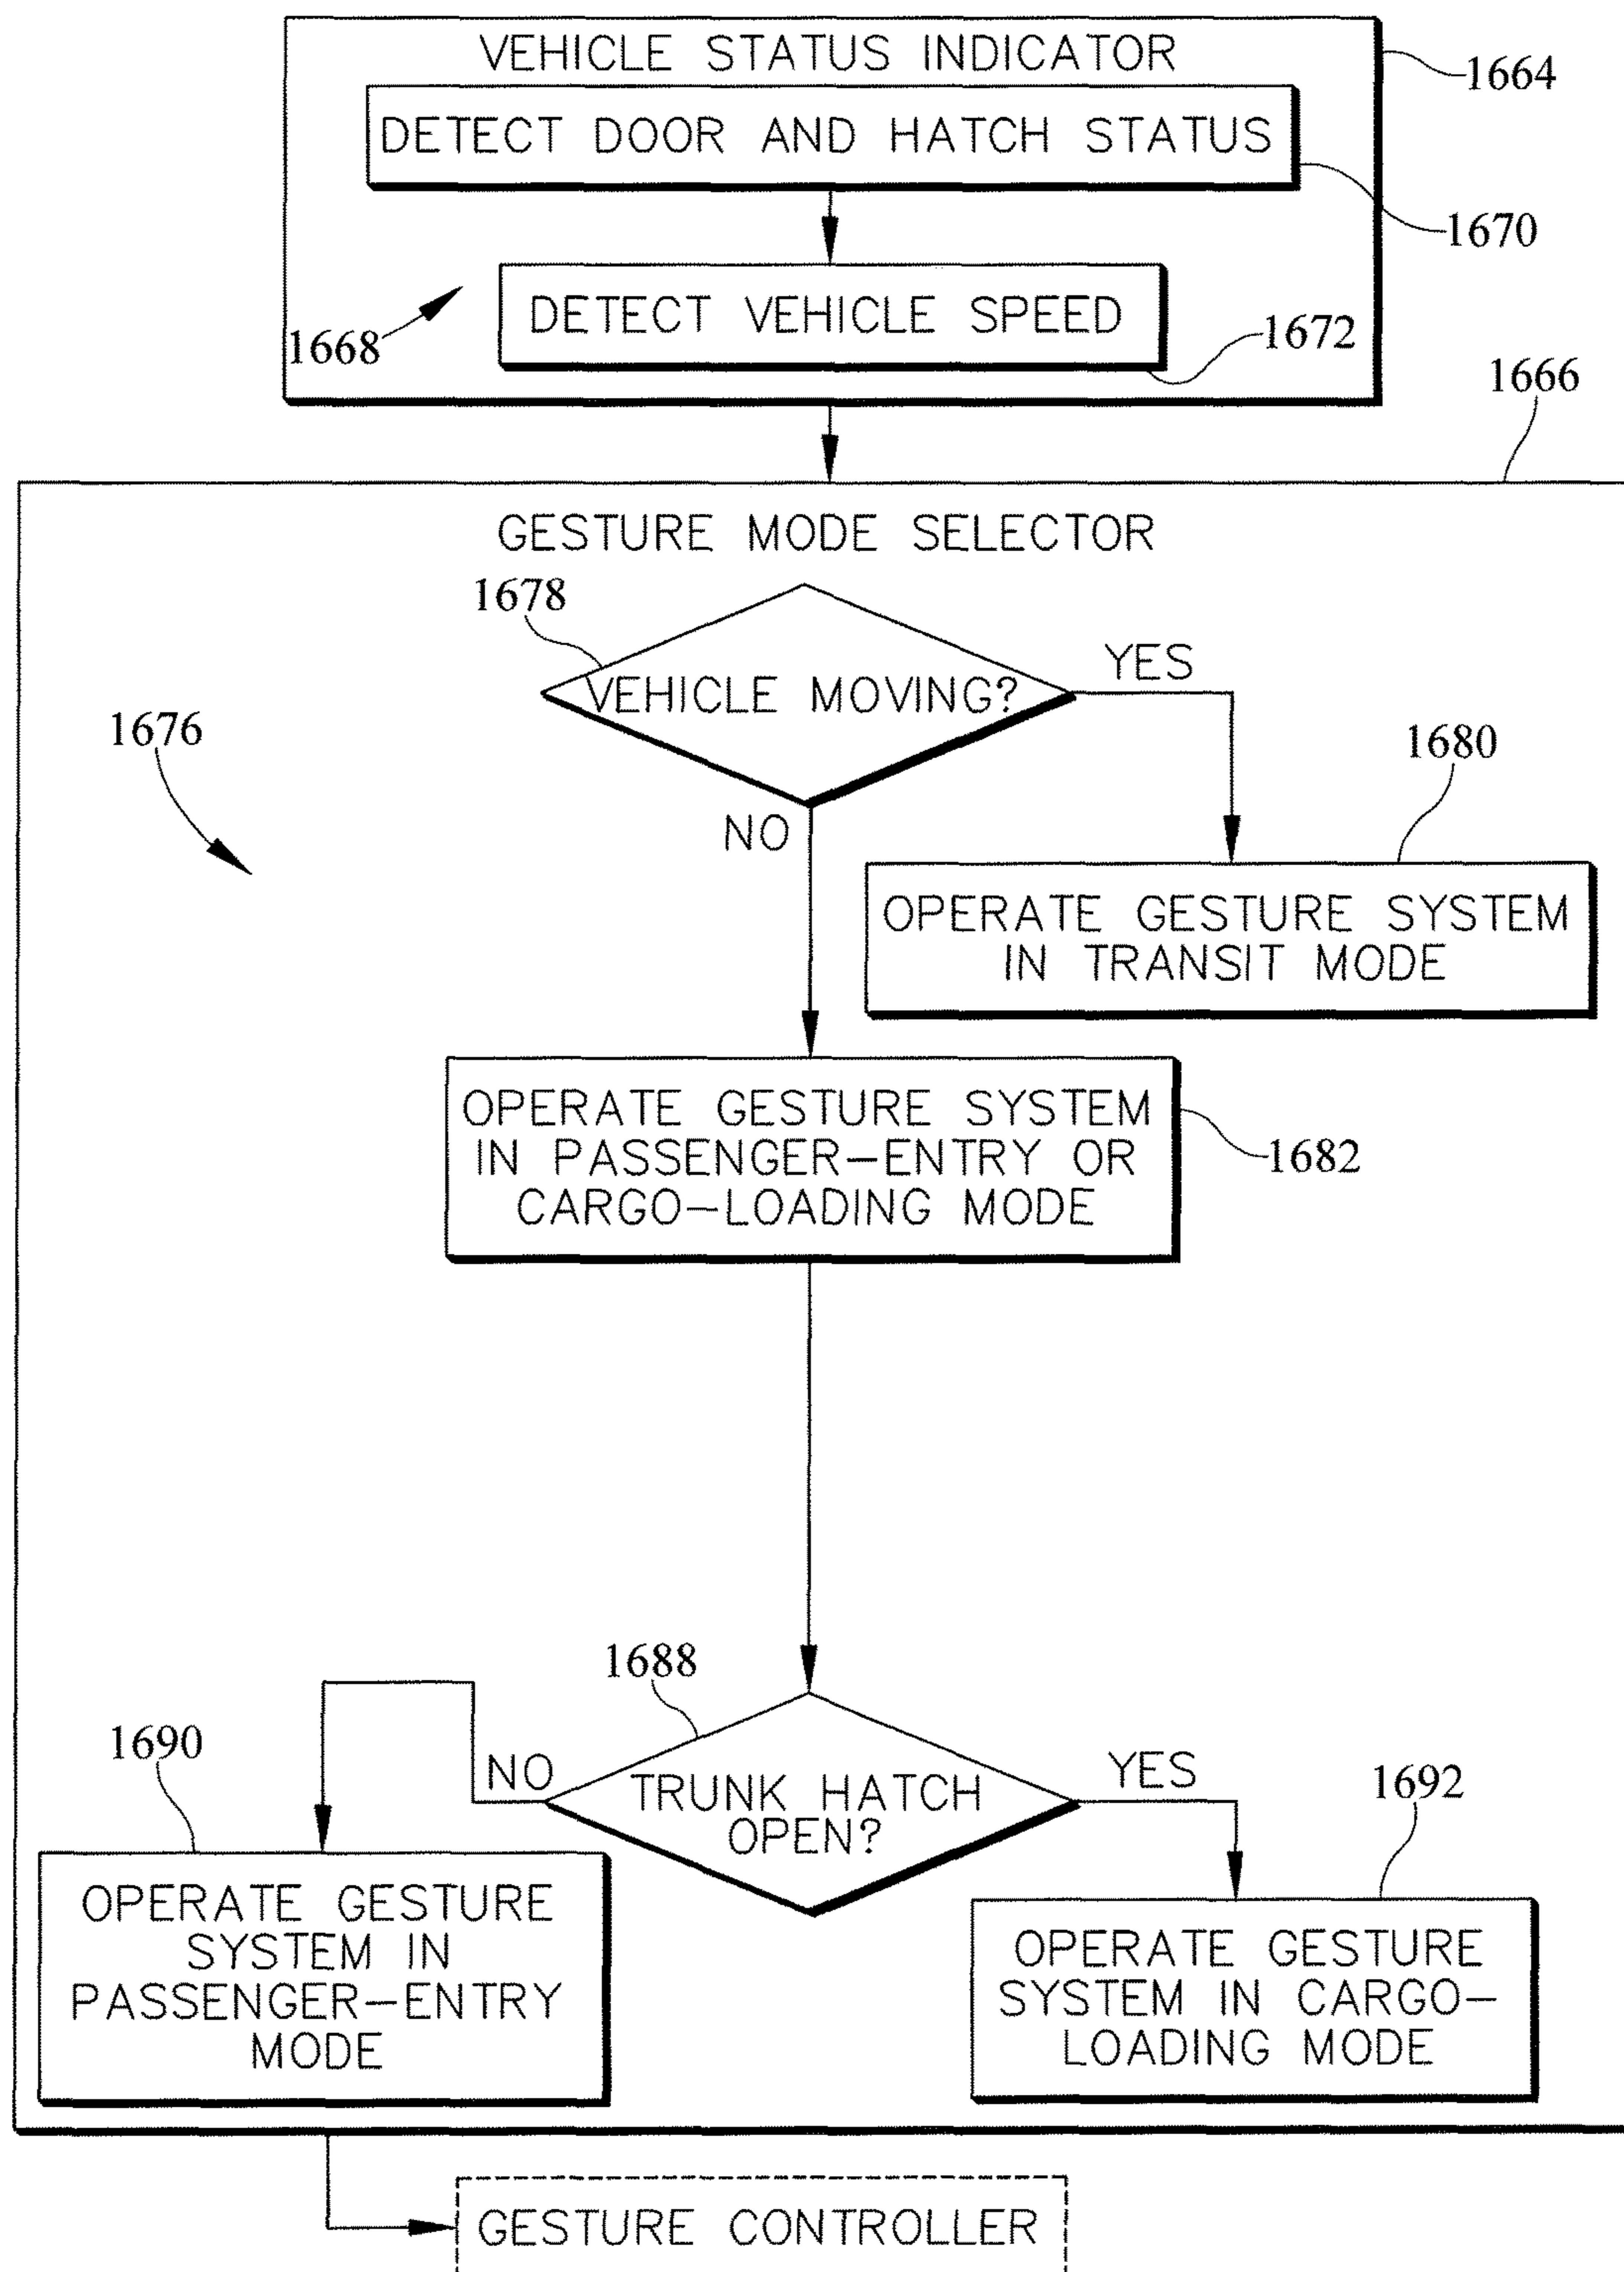 VEHICLE STATUS INDICATOR
1664
DETECT DOOR AND HATCH STATUS
1670
DETECT VEHICLE SPEED
1668
1672
1666
GESTURE MODE SELECTOR
1678
VEHICLE MOVING?
YES
1676
1680
NO
OPERATE GESTURE SYSTEM
IN TRANSIT MODE
OPERATE GESTURE SYSTEM
IN PASSENGER-ENTRY OR
CARGO-LOADING MODE
1682
1688
1690
NO
TRUNK HATCH
OPEN?
YES
1692
OPERATE GESTURE
SYSTEM IN
PASSENGER-ENTRY
MODE
OPERATE GESTURE
SYSTEM IN CARGO-
LOADING MODE
GESTURE CONTROLLER